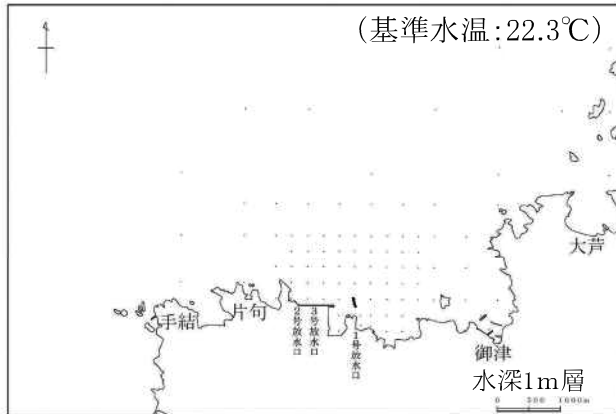 (基準水温:22.3℃)
大芦
手結
片句
2号放水口
3号放水口
1号放水口
御津
水深1m層
0 500 1000m